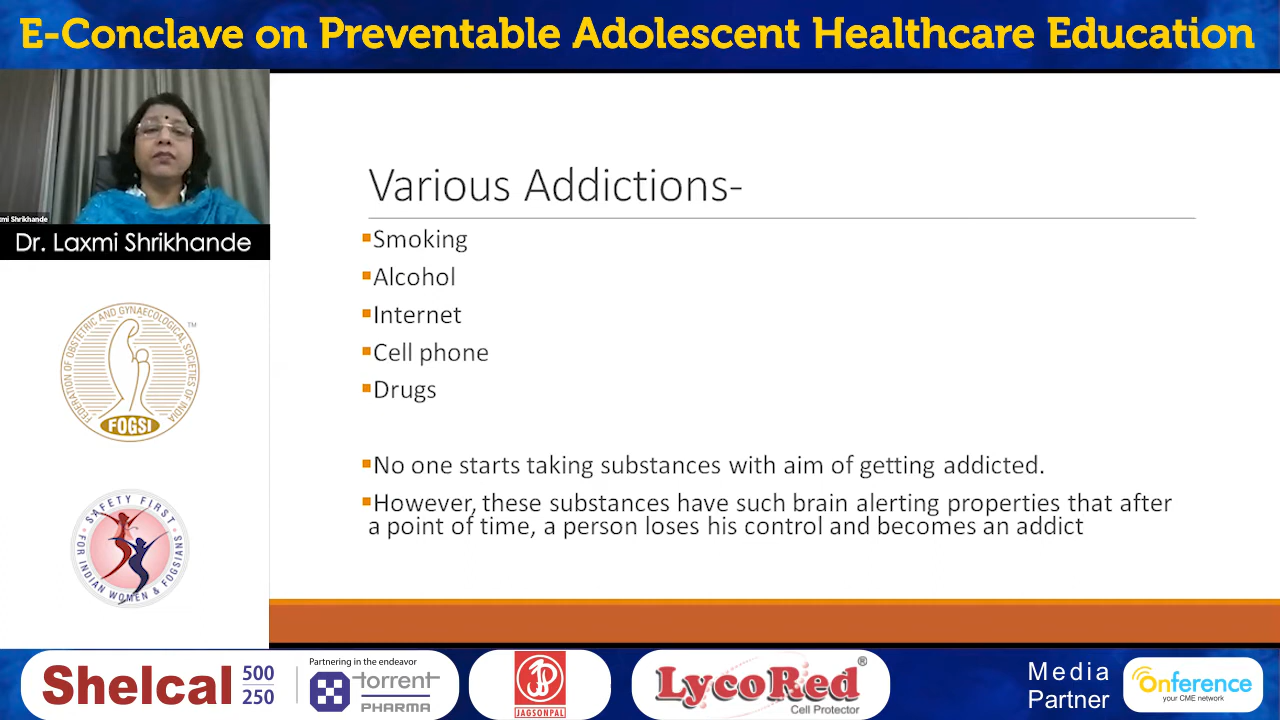 E-Conclave on Preventable Adolescent Healthcare Education
xmi Shrikhande
Dr. Laxmi Shrikhande
FEDERATION OF OBSTETRIC AND GYNAECOLOGICAL SOCIETIES OF INDIA
TM
FOGSI
SAFETY FIRST
FOR INDIAN WOMEN & FOGSIANS
Various Addictions-
Smoking
Alcohol
Internet
Cell phone
Drugs
No one starts taking substances with aim of getting addicted.
However, these substances have such brain alerting properties that after
a point of time, a person loses his control and becomes an addict
Shelcal 500
250
Partnering in the endeavor
torrent
PHARMA
JAGSONPAL
LycoRed®
Cell Protector
Media
Partner
Onference
your CME network